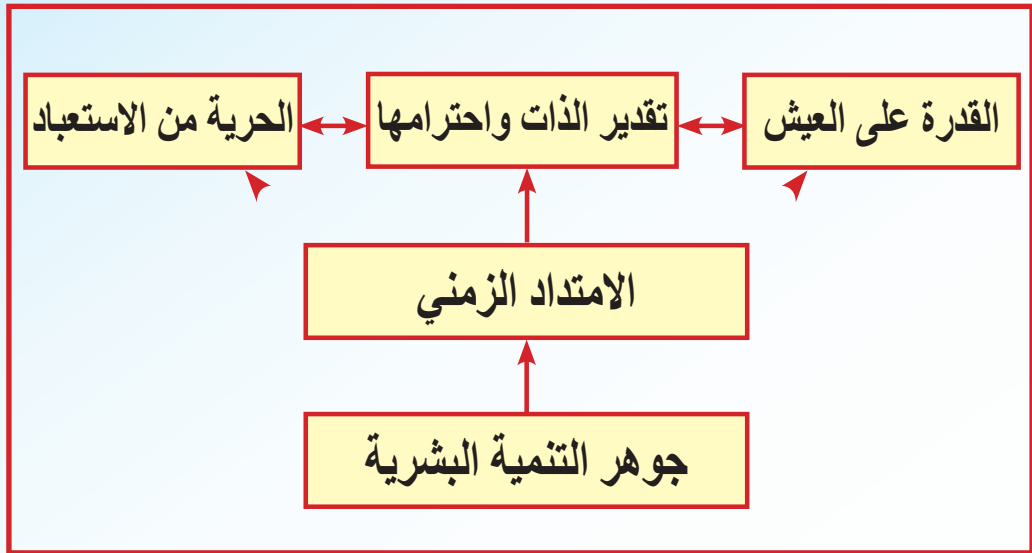 القدرة على العيش
تقدير الذات واحترامها
الحرية من الاستعباد
الامتداد الزمني
جوهر التنمية البشرية